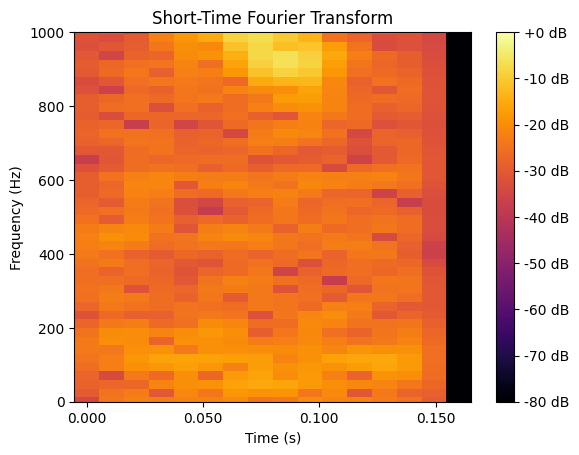 Short-Time Fourier Transform
1000
800
600
400
200
0
Frequency (Hz)
0.000
0.050
0.100
0.150
Time (s)
+0 dB
-10 dB
-20 dB
-30 dB
-40 dB
-50 dB
-60 dB
-70 dB
-80 dB